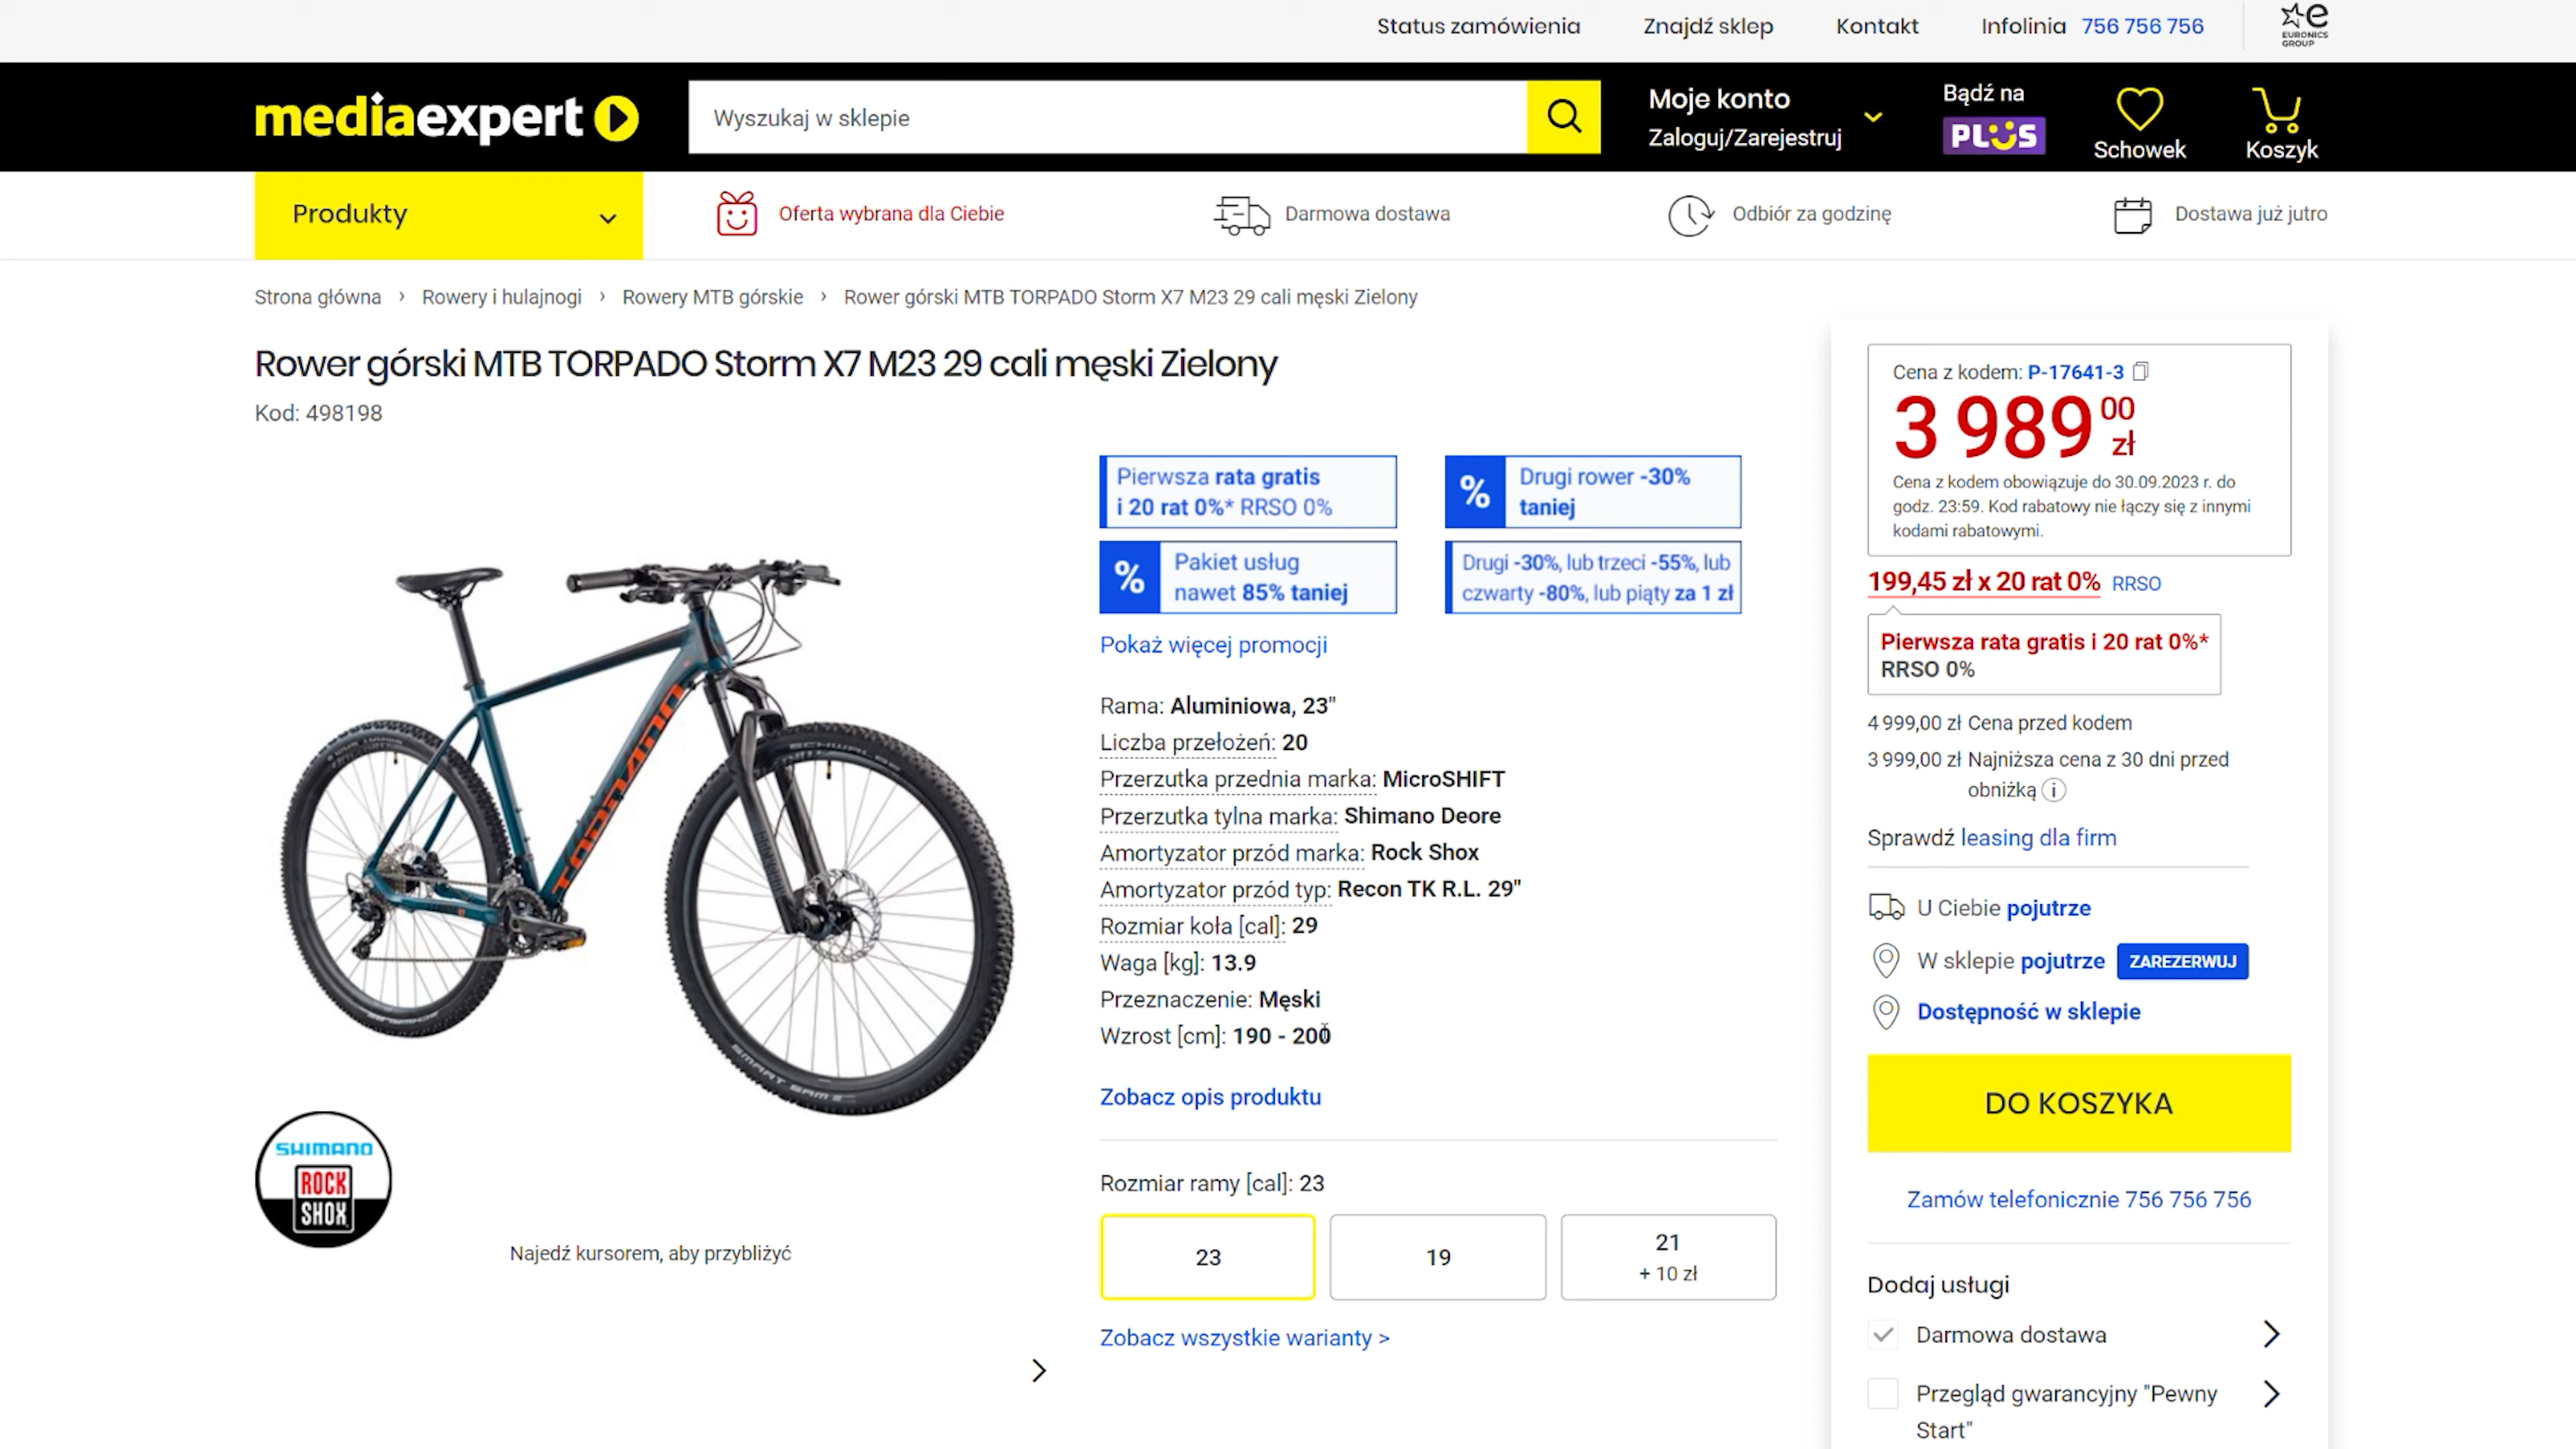 Status zamówienia
Znajdź sklep
Kontakt
Infolinia 756 756 756
e
EURONICS
GROUP
mediaexpert
Wyszukaj w sklepie
Moje konto
Zaloguj/Zarejestruj
Bądź na
PLUS
Schowek
Koszyk
Produkty
Oferta wybrana dla Ciebie
Darmowa dostawa
Odbiór za godzinę
Dostawa już jutro
Strona główna › Rowery i hulajnogi › Rowery MTB górskie › Rower górski MTB TORPADO Storm X7 M23 29 cali męski Zielony
Rower górski MTB TORPADO Storm X7 M23 29 cali męski Zielony
Kod: 498198
TORPADO
SCHWALBE
SMART SAM
SHIMANO
ROCK
SHOX
Najedź kursorem, aby przybliżyć
Pierwsza rata gratis
i 20 rat 0%* RRSO 0%
% Drugi rower -30%
taniej
% Pakiet usług
nawet 85% taniej
Drugi -30%, lub trzeci -55%, lub
czwarty -80%, lub piąty za 1 zł
Pokaż więcej promocji
Rama: Aluminiowa, 23"
Liczba przełożeń: 20
Przerzutka przednia marka: MicroSHIFT
Przerzutka tylna marka: Shimano Deore
Amortyzator przód marka: Rock Shox
Amortyzator przód typ: Recon TK R.L. 29"
Rozmiar koła [cal]: 29
Waga [kg]: 13.9
Przeznaczenie: Męski
Wzrost [cm]: 190 - 200
Zobacz opis produktu
Rozmiar ramy [cal]: 23
23
19
21
+ 10 zł
Zobacz wszystkie warianty >
Cena z kodem: P-17641-3
3 989 00 zł
Cena z kodem obowiązuje do 30.09.2023 r. do
godz. 23:59. Kod rabatowy nie łączy się z innymi
kodami rabatowymi.
199,45 zł x 20 rat 0% RRSO
Pierwsza rata gratis i 20 rat 0%*
RRSO 0%
4 999,00 zł Cena przed kodem
3 999,00 zł Najniższa cena z 30 dni przed
obniżką
Sprawdź leasing dla firm
U Ciebie pojutrze
W sklepie pojutrze ZAREZERWUJ
Dostępność w sklepie
DO KOSZYKA
Zamów telefonicznie 756 756 756
Dodaj usługi
Darmowa dostawa
Przegląd gwarancyjny "Pewny
Start"